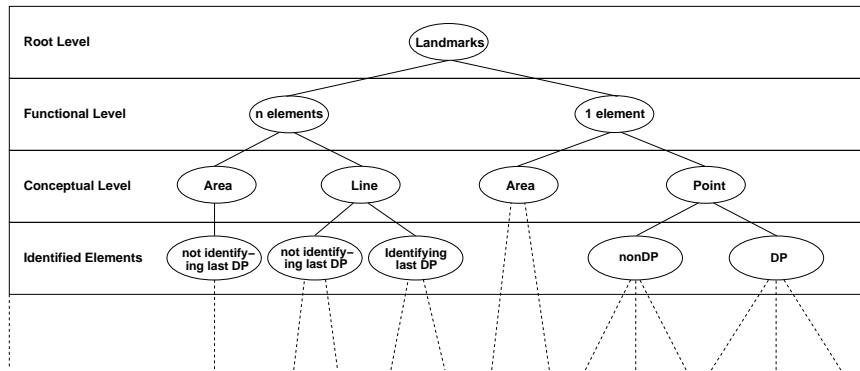 Root Level
Landmarks
Functional Level
n elements
1 element
Conceptual Level
Area
Line
Area
Point
Identified Elements
not identify-
ing last DP
not identify-
ing last DP
Identifying
last DP
nonDP
DP